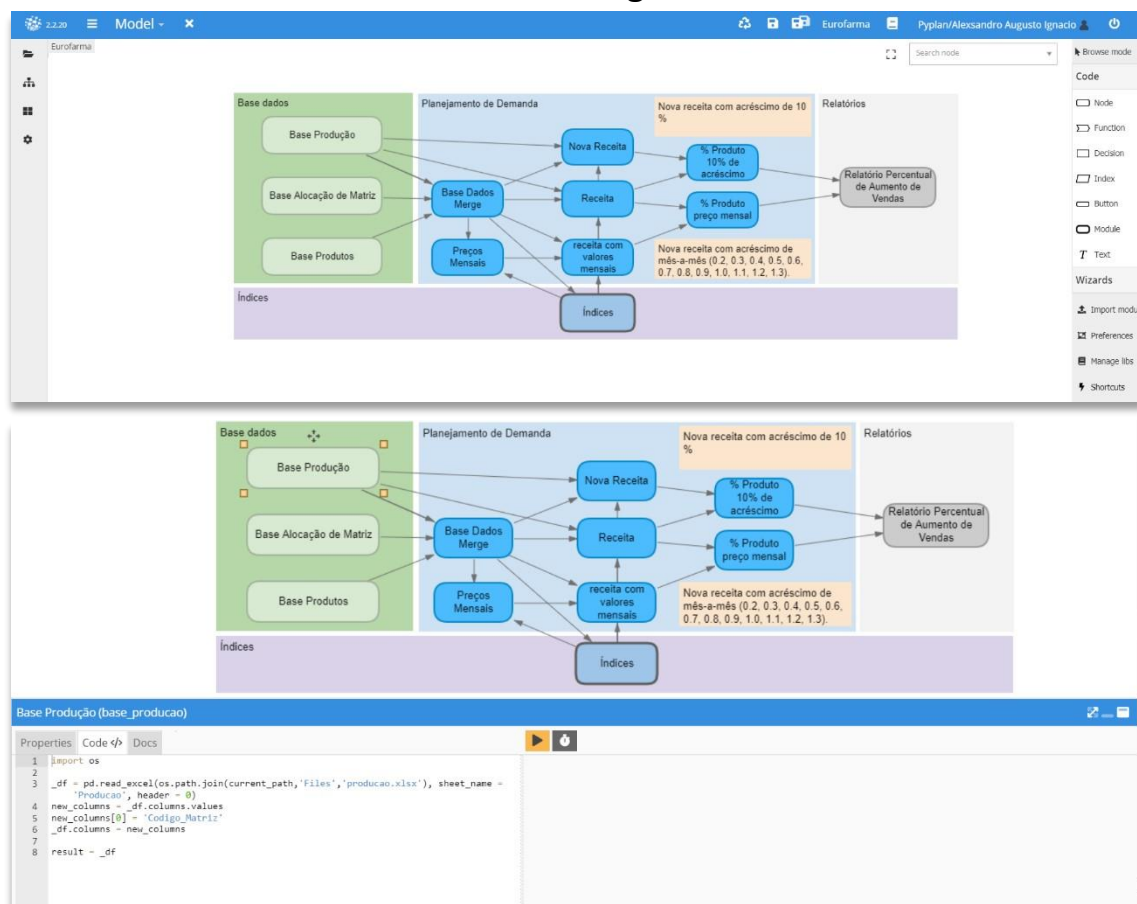 2.2.20 Model Eurofarma Pyplan/Alexsandro Augusto Ignacio
Eurofarma
Search node
Browse mode
Code
Node
Function
Decision
Index
Button
Module
T Text
Wizards
Import modu
Preferences
Manage libs
Shortcuts
Base dados
Base Produção
Base Alocação de Matriz
Base Produtos
Planejamento de Demanda
Nova receita com acréscimo de 10
%
Nova Receita
% Produto
10% de
acréscimo
Base Dados
Merge
Receita
% Produto
preço mensal
Preços
Mensais
receita com
valores
mensais
Nova receita com acréscimo de
mês-a-mês (0.2, 0.3, 0.4, 0.5, 0.6,
0.7, 0.8, 0.9, 1.0, 1.1, 1.2, 1.3).
Relatórios
Relatório Percentual
de Aumento de
Vendas
Índices
Índices
Base dados
Base Produção
Base Alocação de Matriz
Base Produtos
Planejamento de Demanda
Nova receita com acréscimo de 10
%
Nova Receita
% Produto
10% de
acréscimo
Base Dados
Merge
Receita
% Produto
preço mensal
Preços
Mensais
receita com
valores
mensais
Nova receita com acréscimo de
mês-a-mês (0.2, 0.3, 0.4, 0.5, 0.6,
0.7, 0.8, 0.9, 1.0, 1.1, 1.2, 1.3).
Relatórios
Relatório Percentual
de Aumento de
Vendas
Índices
Índices
Base Produção (base_producao)
Properties Code </> Docs
1 import os
2
3 _df = pd.read_excel(os.path.join(current_path,'Files','producao.xlsx'), sheet_name =
'Producao', header = 0)
4 new_columns = _df.columns.values
5 new_columns[0] = 'Codigo_Matriz'
6 _df.columns = new_columns
7
8 result = _df